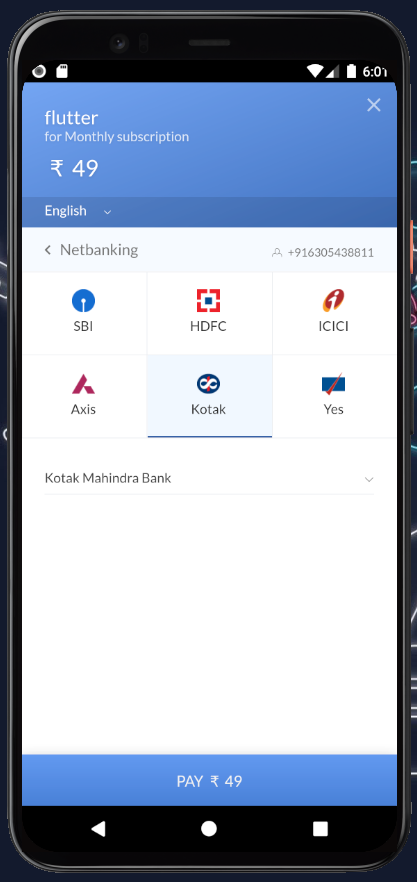 6:01
flutter
for Monthly subscription
₹ 49
English
Netbanking
+916305438811
SBI
HDFC
ICICI
Axis
Kotak
Yes
Kotak Mahindra Bank
PAY ₹ 49